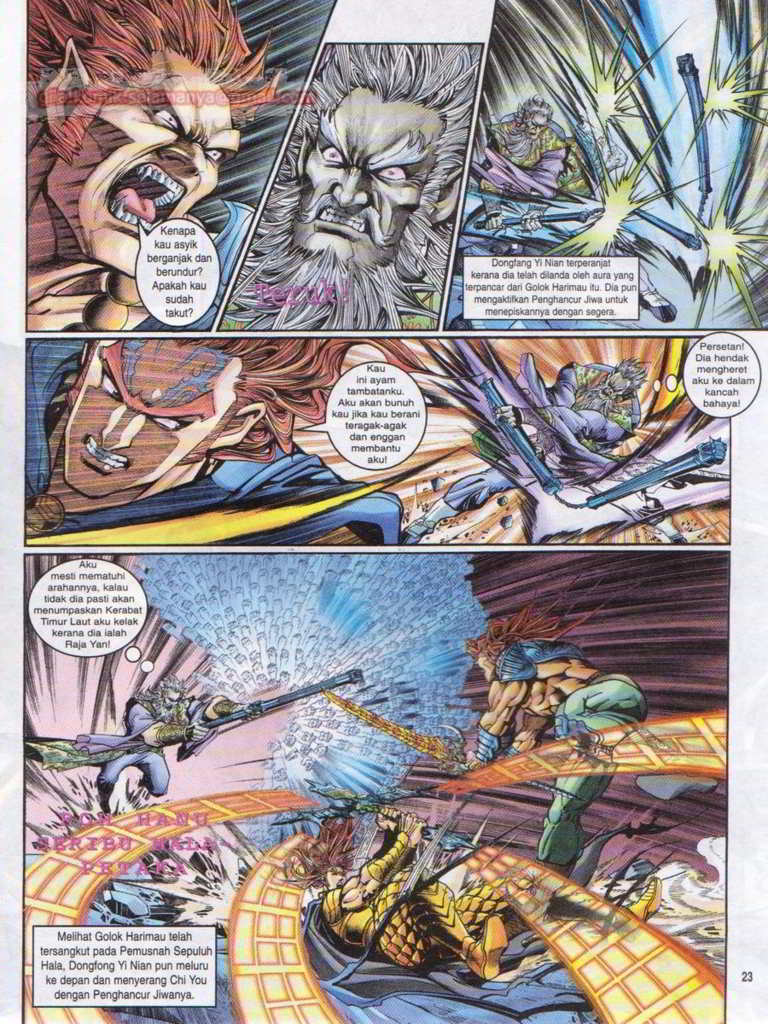 Kenapa
kau asyik
berganjak dan
berundur?
Apakah kau
sudah
takut?
Dongfang Yi Nian terperanjat
kerana dia telah dilanda oleh aura yang
terpancar dari Golok Harimau itu. Dia pun
mengaktifkan Penghancur Jiwa untuk
menepiskannya dengan segera.
Kau
ini ayam
tambatanku.
Aku akan bunuh
kau jika kau berani
teragak-agak
dan enggan
membantu
aku!
Persetan!
Dia hendak
mengheret
aku ke dalam
kancah
bahaya!
Aku
mesti mematuhi
arahannya, kalau
tidak dia pasti akan
menumpaskan Kerabat
Timur Laut aku kelak
kerana dia ialah
Raja Yan!
SERIBU MALA-
PETAKA
Melihat Golok Harimau telah
tersangkut pada Pemusnah Sepuluh
Hala, Dongfong Yi Nian pun meluru
ke depan dan menyerang Chi You
dengan Penghancur Jiwanya.
23